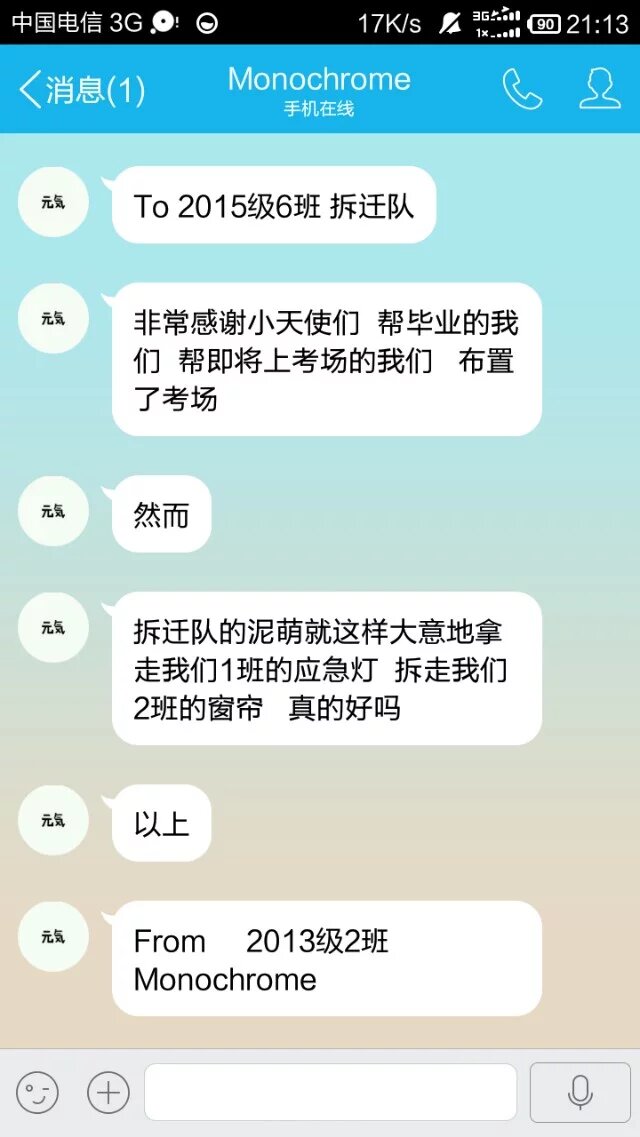 中国电信 3G
17K/s 3G 1x 90 21:13
消息(1)
Monochrome
手机在线
元気
To 2015级6班 拆迁队
元気
非常感谢小天使们 帮毕业的我
们 帮即将上考场的我们 布置
了考场
元気
然而
元気
拆迁队的泥萌就这样大意地拿
走我们1班的应急灯 拆走我们
2班的窗帘 真的好吗
元気
以上
元気
From 2013级2班
Monochrome